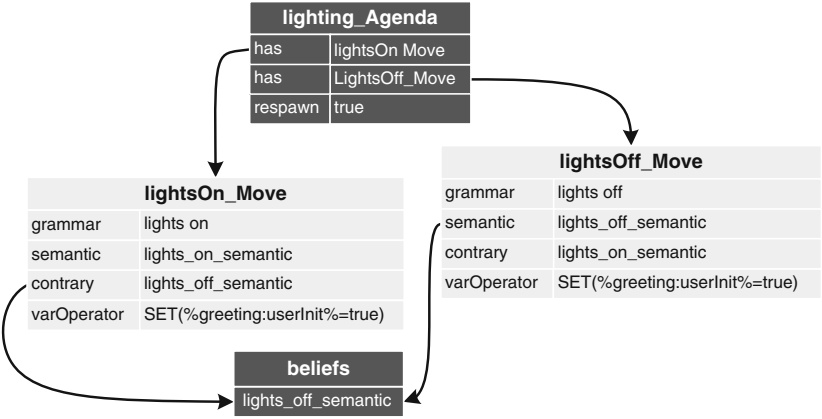 lighting_Agenda
has lightsOn Move
has LightsOff_Move
respawn true
lightsOn_Move
grammar lights on
semantic lights_on_semantic
contrary lights_off_semantic
varOperator SET(%greeting:userInit%=true)
lightsOff_Move
grammar lights off
semantic lights_off_semantic
contrary lights_on_semantic
varOperator SET(%greeting:userInit%=true)
beliefs
lights_off_semantic